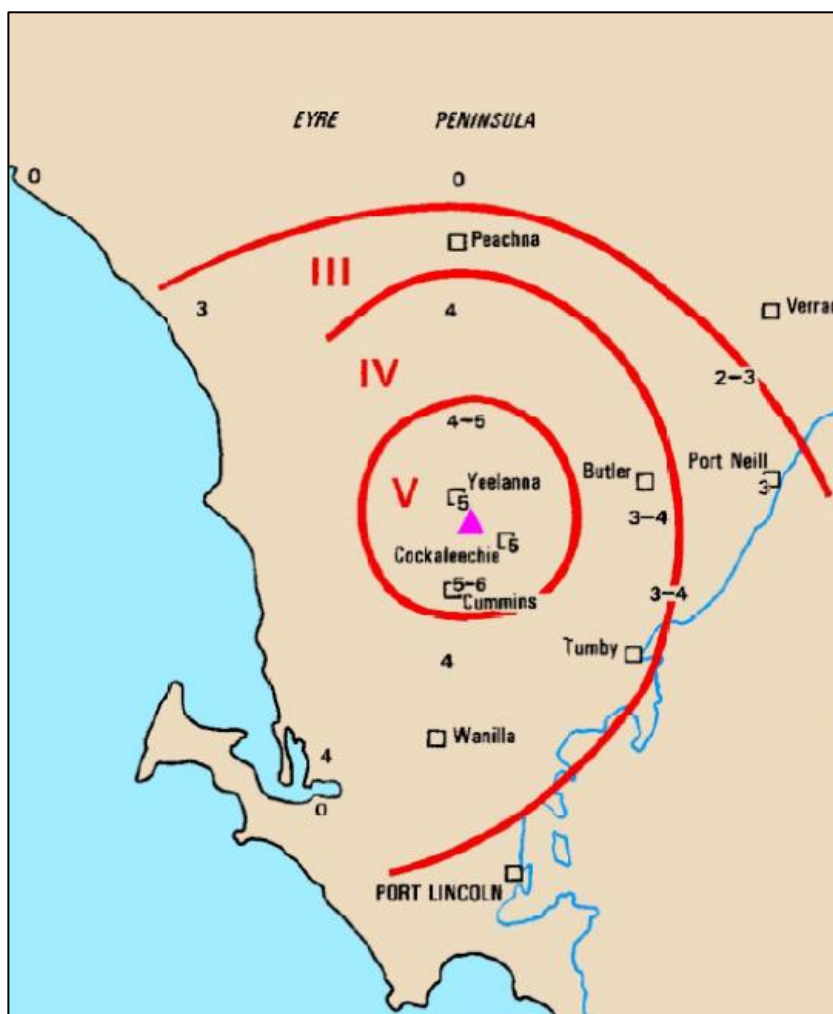 EYRE PENINSULA
0
0
Peachna
III
3
4
Verran
IV
2-3
4-5
Butler
Port Neill
V
Yeelanna
5
3
3-4
Cockaleechie
5
5-6
Cummins
3-4
4
Tumby
Wanilla
4
0
PORT LINCOLN